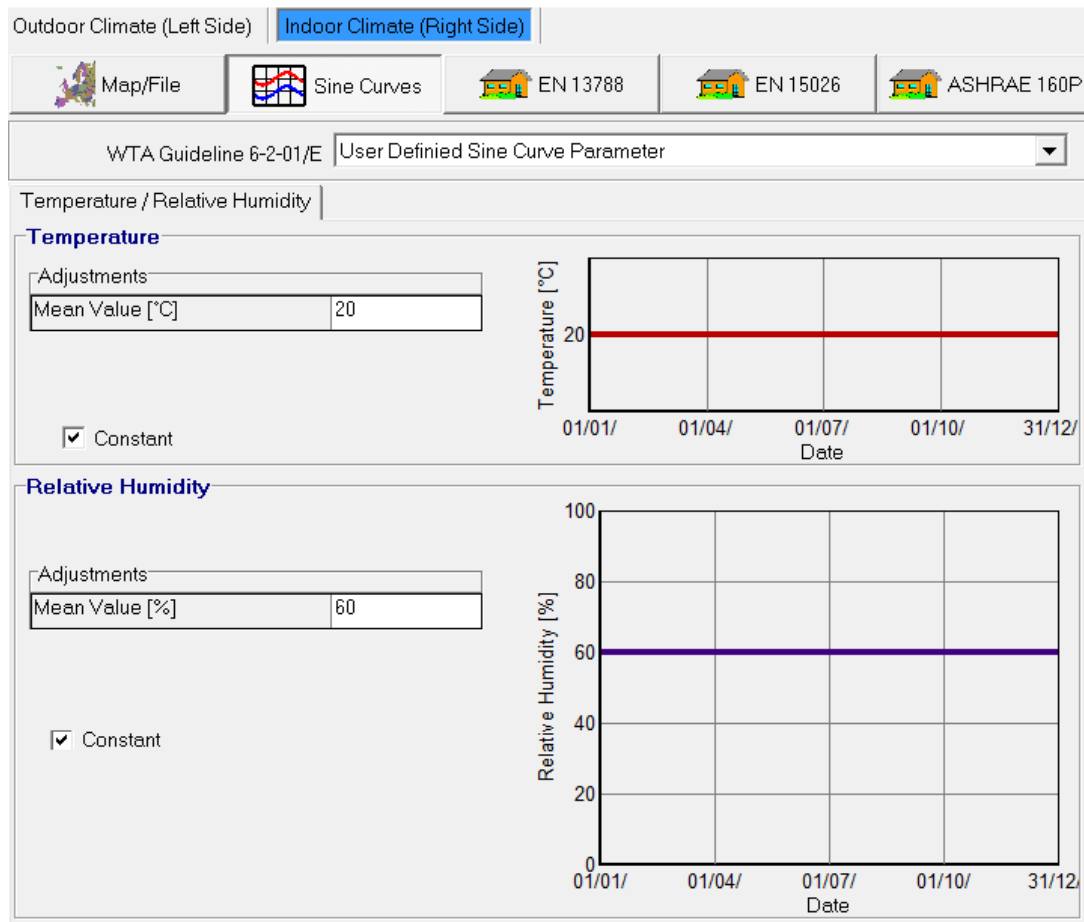 Outdoor Climate (Left Side) Indoor Climate (Right Side)
Map/File Sine Curves EN 13788 EN 15026 ASHRAE 160P
WTA Guideline 6-2-01/E User Definied Sine Curve Parameter
Temperature / Relative Humidity
Temperature
Adjustments
Mean Value [°C] 20
Constant
Temperature [°C]
20
01/01/ 01/04/ 01/07/ 01/10/ 31/12/
Date
Relative Humidity
Adjustments
Mean Value [%] 60
Constant
Relative Humidity [%]
100
80
60
40
20
0
01/01/ 01/04/ 01/07/ 01/10/ 31/12/
Date